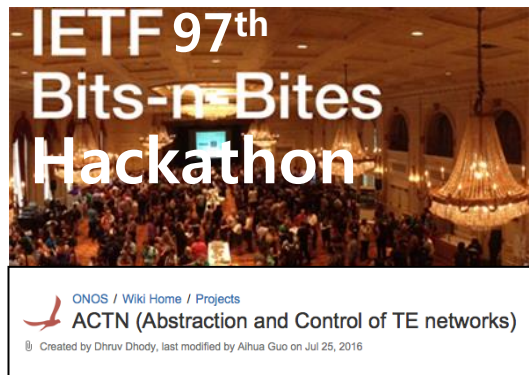 IETF 97th
Bits-n-Bites
Hackathon
ONOS / Wiki Home / Projects
ACTN (Abstraction and Control of TE networks)
Created by Dhruv Dhody, last modified by Aihua Guo on Jul 25, 2016